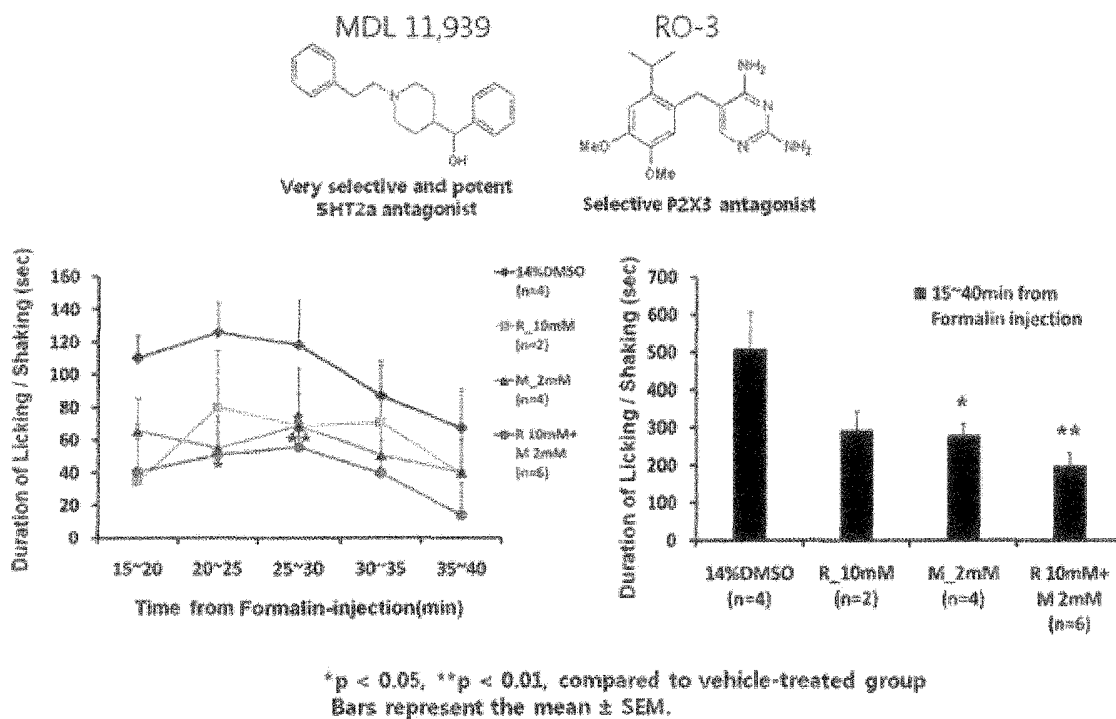 MDL 11,939
RO-3
N
OH
NH₂
N
N
NH₂
MeO
OMe
Very selective and potent
5HT2a antagonist
Selective P2X3 antagonist
Duration of Licking / Shaking (sec)
160
140
120
100
80
60
40
20
0
15~20
20~25
25~30
30~35
35~40
Time from Formalin-injection(min)
14%DMSO
(n=4)
R_10mM
(n=2)
M_2mM
(n=4)
R 10mM+
M 2mM
(n=6)
*
**
Duration of Licking / Shaking (sec)
700
600
500
400
300
200
100
0
15~40min from
Formalin injection
*
**
14%DMSO
(n=4)
R_10mM
(n=2)
M_2mM
(n=4)
R 10mM+
M 2mM
(n=6)
*p < 0.05, **p < 0.01, compared to vehicle-treated group
Bars represent the mean ± SEM.